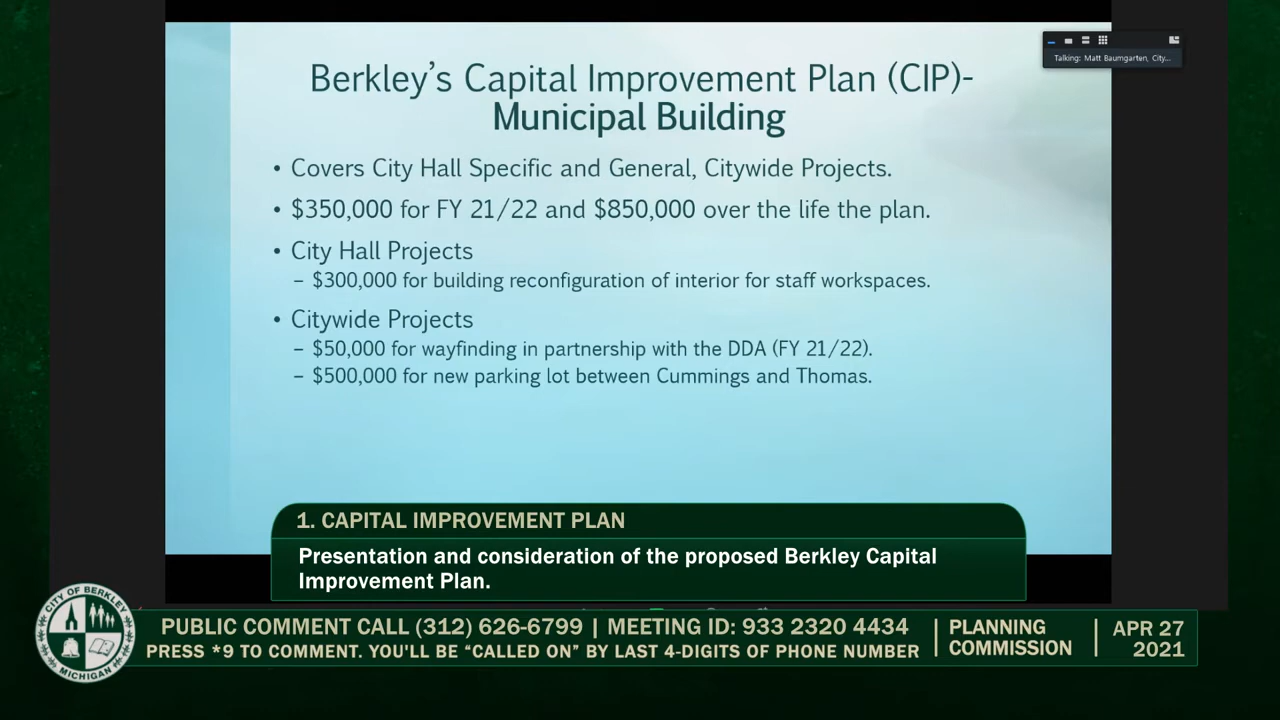 Talking: Matt Baumgarten, City...
Berkley's Capital Improvement Plan (CIP)-
Municipal Building
• Covers City Hall Specific and General, Citywide Projects.
• $350,000 for FY 21/22 and $850,000 over the life the plan.
• City Hall Projects
– $300,000 for building reconfiguration of interior for staff workspaces.
• Citywide Projects
– $50,000 for wayfinding in partnership with the DDA (FY 21/22).
– $500,000 for new parking lot between Cummings and Thomas.
1. CAPITAL IMPROVEMENT PLAN
Presentation and consideration of the proposed Berkley Capital
Improvement Plan.
CITY OF BERKLEY
MICHIGAN
PUBLIC COMMENT CALL (312) 626-6799 | MEETING ID: 933 2320 4434
PRESS *9 TO COMMENT. YOU'LL BE “CALLED ON” BY LAST 4-DIGITS OF PHONE NUMBER
PLANNING
COMMISSION
APR 27
2021